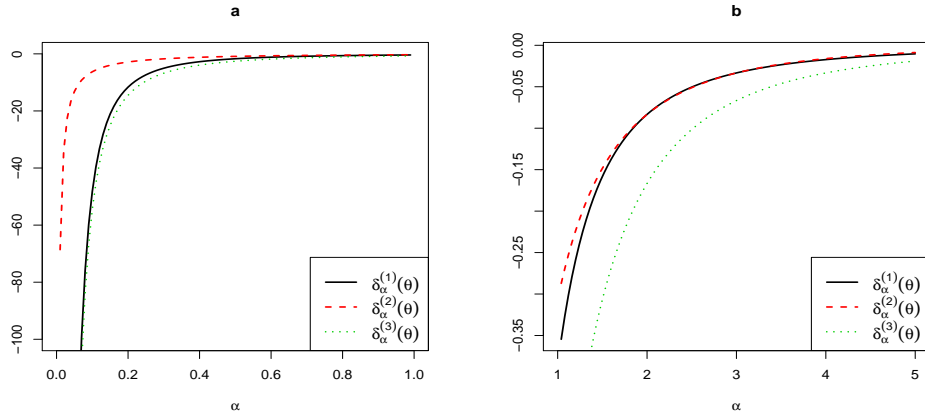 a
0
−20
−40
−60
−80
−100
0.0 0.2 0.4 0.6 0.8 1.0
α
δα(1)(θ)
δα(2)(θ)
δα(3)(θ)
b
0.00
−0.05
−0.15
−0.25
−0.35
1 2 3 4 5
α
δα(1)(θ)
δα(2)(θ)
δα(3)(θ)